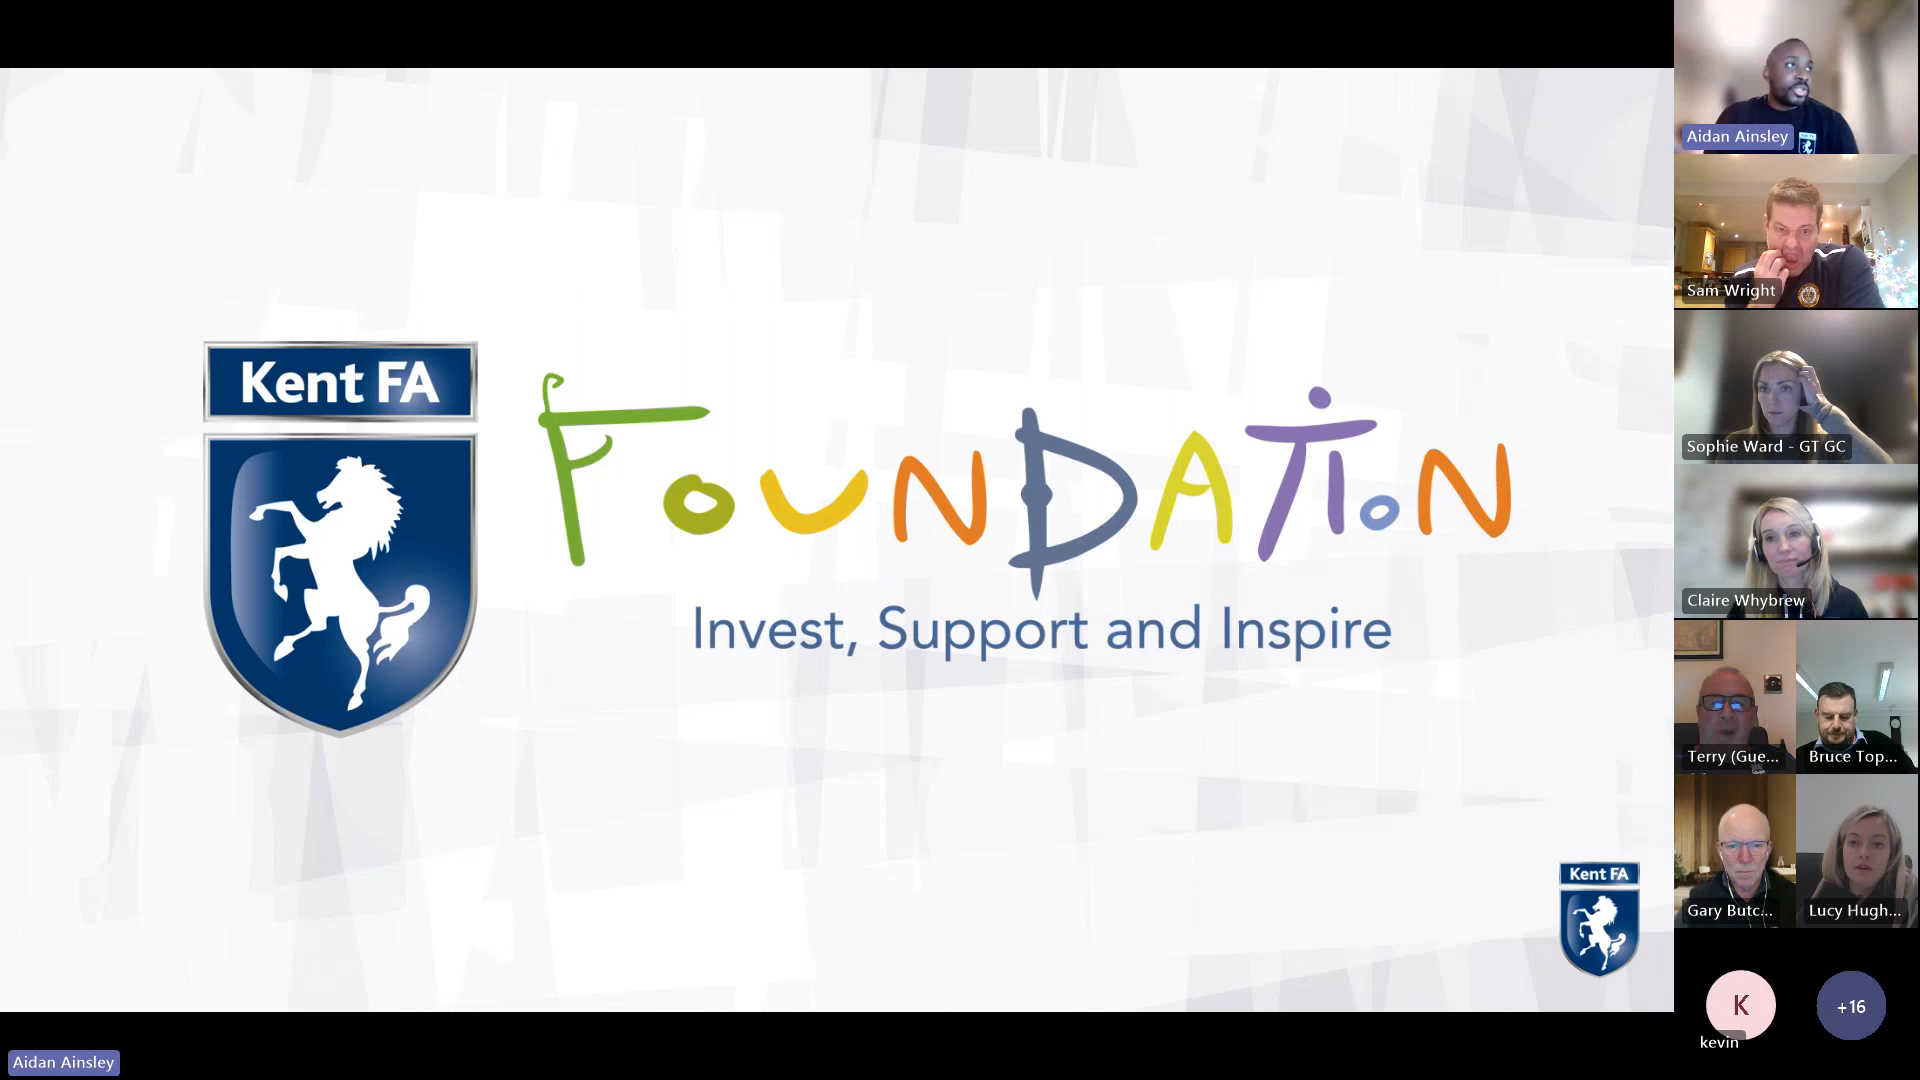 Kent FA
FOUNDATION
Invest, Support and Inspire
Kent FA
Aidan Ainsley
Aidan Ainsley
Sam Wright
Sophie Ward - GT GC
Claire Whybrew
Terry (Gue...
Bruce Top...
Gary Butc...
Lucy Hugh...
K
kevin
+16